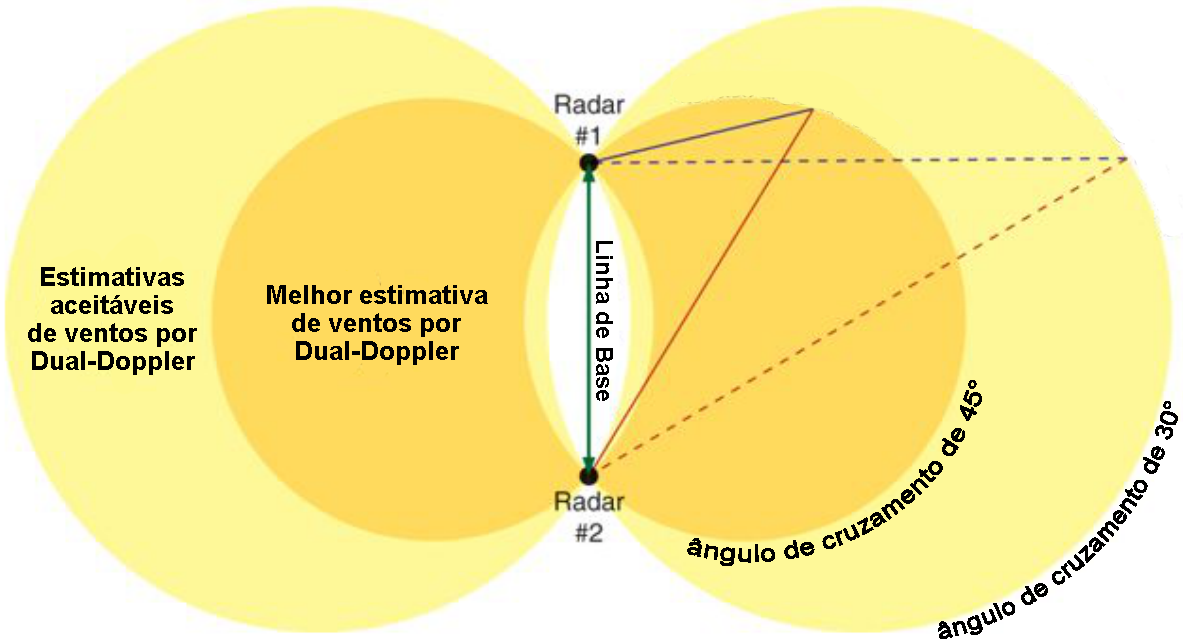 Radar
#1
Estimativas
aceitáveis
de ventos por
Dual-Doppler
Melhor estimativa
de ventos por
Dual-Doppler
Linha de Base
Radar
#2
ângulo de cruzamento de 45°
ângulo de cruzamento de 30°